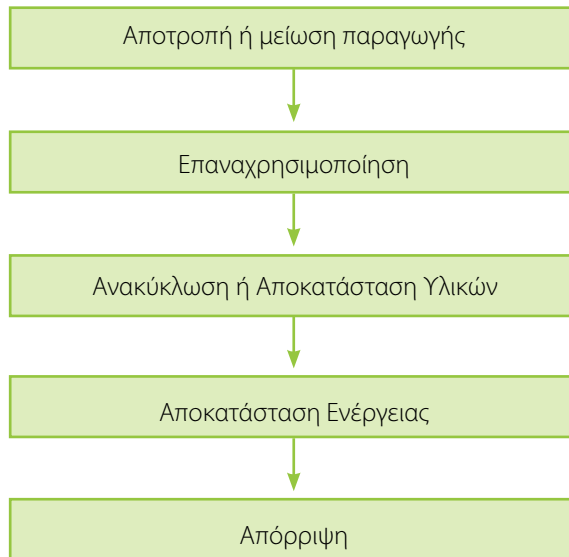 Αποτροπή ή μείωση παραγωγής
Επαναχρησιμοποίηση
Ανακύκλωση ή Αποκατάσταση Υλικών
Αποκατάσταση Ενέργειας
Απόρριψη